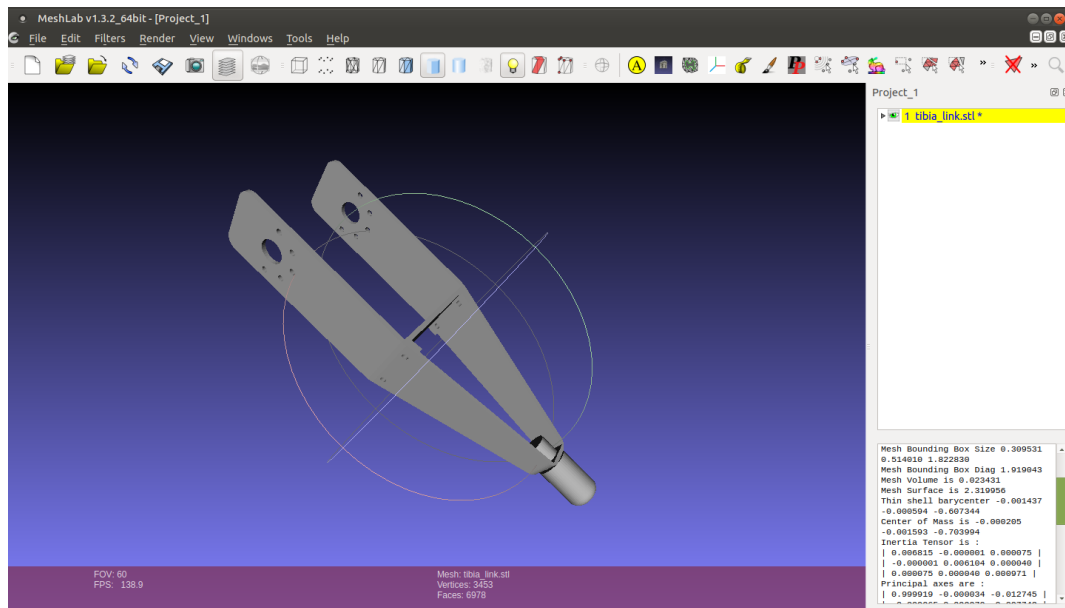 MeshLab v1.3.2_64bit - [Project_1]
File Edit Filters Render View Windows Tools Help
A
Project_1
1 tibia_link.stl *
Mesh Bounding Box Size 0.309531
0.514010 1.822830
Mesh Bounding Box Diag 1.919043
Mesh Volume is 0.023431
Mesh Surface is 2.319956
Thin shell barycenter -0.001437
-0.000594 -0.607344
Center of Mass is -0.000205
-0.001593 -0.703994
Inertia Tensor is :
| 0.006815 -0.000001 0.000075 |
| -0.000001 0.006104 0.000040 |
| 0.000075 0.000040 0.000971 |
Principal axes are :
| 0.999919 -0.000034 -0.012745 |
FOV: 60
FPS: 138.9
Mesh: tibia_link.stl
Vertices: 3453
Faces: 6978